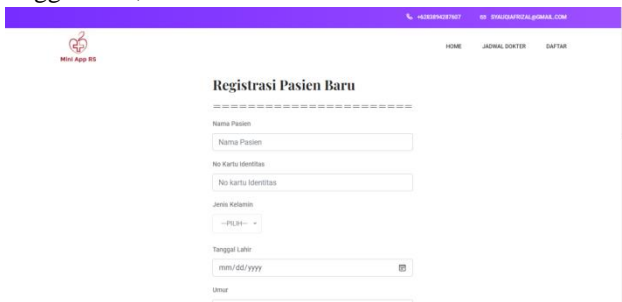 +6283894287607 SYAUQIAFRIZAL@GMAIL.COM
Mini App RS
HOME JADWAL DOKTER DAFTAR
Registrasi Pasien Baru
========================
Nama Pasien
Nama Pasien
No Kartu Identitas
No kartu Identitas
Jenis Kelamin
--PILIH--
Tanggal Lahir
mm/dd/yyyy
Umur